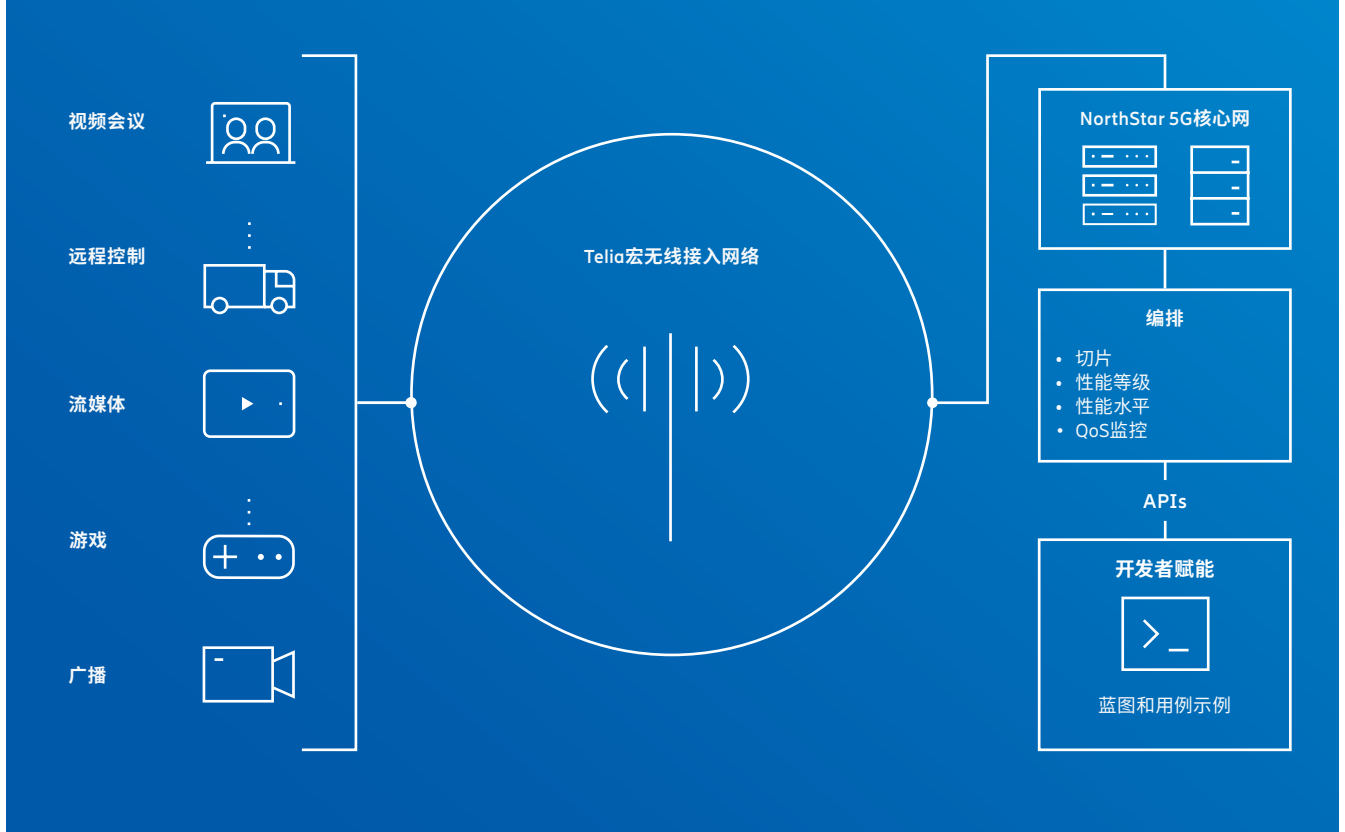 视频会议
远程控制
流媒体
游戏
广播
Telia宏无线接入网络
NorthStar 5G核心网
编排
• 切片
• 性能等级
• 性能水平
• QoS监控
APIs
开发者赋能
蓝图和用例示例